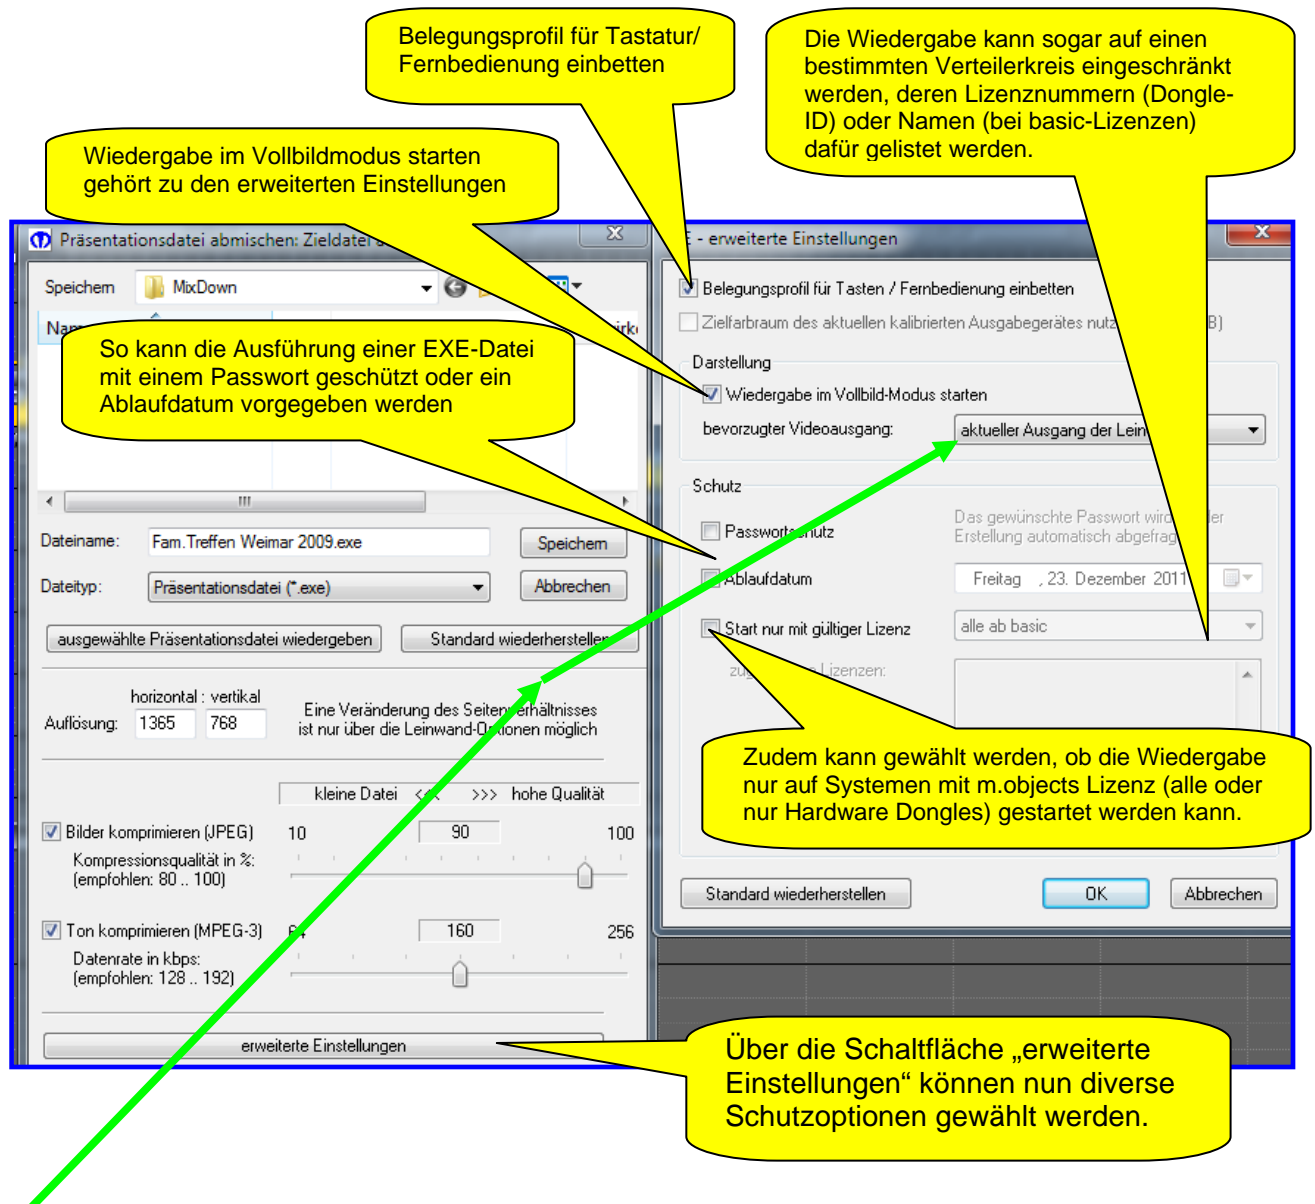 Belegungsprofil für Tastatur/
Fernbedienung einbetten
Die Wiedergabe kann sogar auf einen
bestimmten Verteilerkreis eingeschränkt
werden, deren Lizenznummern (Dongle-
ID) oder Namen (bei basic-Lizenzen)
dafür gelistet werden.
Wiedergabe im Vollbildmodus starten
gehört zu den erweiterten Einstellungen
Präsentationsdatei abmischen: Zieldatei
Speichern
MixDown
So kann die Ausführung einer EXE-Datei
mit einem Passwort geschützt oder ein
Ablaufdatum vorgegeben werden
Dateiname:
Fam.Treffen Weimar 2009.exe
Speichern
Dateityp:
Präsentationsdatei (*.exe)
Abbrechen
ausgewählte Präsentationsdatei wiedergeben
Standard wiederherstellen
horizontal : vertikal
Auflösung:
1365
768
Eine Veränderung des Seitenverhältnisses
ist nur über die Leinwand-Optionen möglich
kleine Datei <<< >>> hohe Qualität
Bilder komprimieren (JPEG)
10
90
100
Kompressionsqualität in %:
(empfohlen: 80 .. 100)
Ton komprimieren (MPEG-3)
64
160
256
Datenrate in kbps:
(empfohlen: 128 .. 192)
erweiterte Einstellungen
- erweiterte Einstellungen
Belegungsprofil für Tasten / Fernbedienung einbetten
Zielfarbraum des aktuellen kalibrierten Ausgabegerätes
Darstellung
Wiedergabe im Vollbild-Modus starten
bevorzugter Videoausgang:
aktueller Ausgang der
Schutz
Passwortschutz
Das gewünschte Passwort wird
Erstellung automatisch
Ablaufdatum
Freitag , 23. Dezember 2011
Start nur mit gültiger Lizenz
alle ab basic
Lizenzen:
Zudem kann gewählt werden, ob die Wiedergabe
nur auf Systemen mit m.objects Lizenz (alle oder
nur Hardware Dongles) gestartet werden kann.
Standard wiederherstellen
OK
Abbrechen
Über die Schaltfläche „erweiterte
Einstellungen“ können nun diverse
Schutzoptionen gewählt werden.